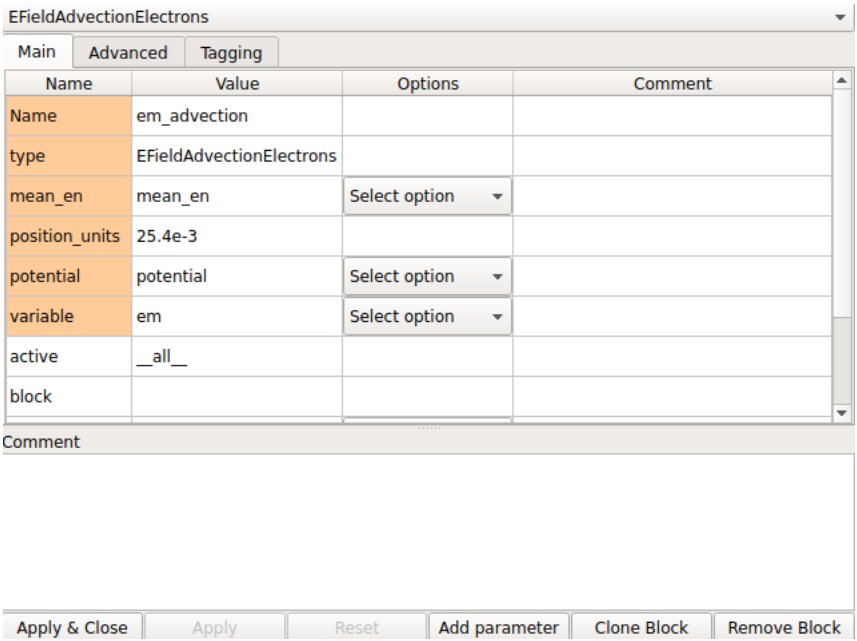 EFieldAdvectionElectrons
Main Advanced Tagging
Name Value Options Comment
Name em_advection
type EFieldAdvectionElectrons
mean_en mean_en Select option
position_units 25.4e-3
potential potential Select option
variable em Select option
active __all__
block
Comment
Apply & Close Apply Reset Add parameter Clone Block Remove Block